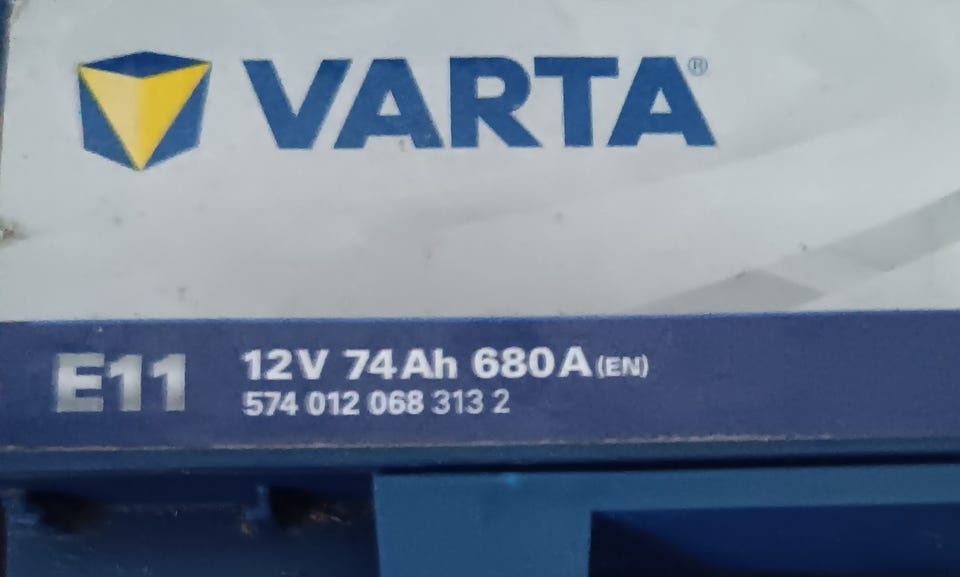 VARTA®
E11 12V 74Ah 680A (EN)
574 012 068 313 2